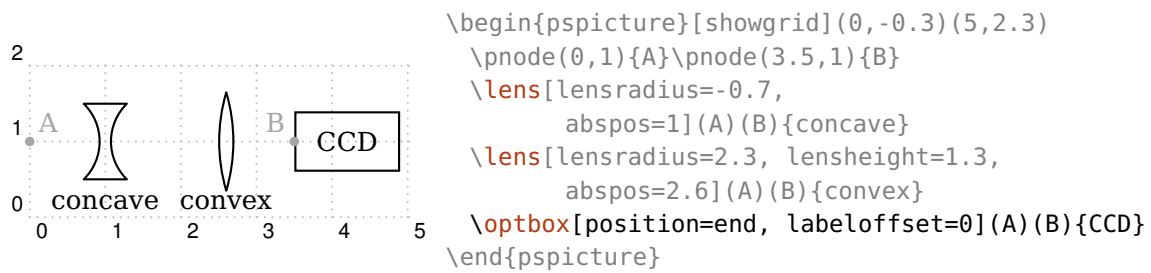 2
1
0
A
B
CCD
concave
convex
0 1 2 3 4 5
\begin{pspicture}[showgrid](0,-0.3)(5,2.3)
\pnode(0,1){A}\pnode(3.5,1){B}
\lens[lensradius=-0.7,
abspos=1](A)(B){concave}
\lens[lensradius=2.3, lensheight=1.3,
abspos=2.6](A)(B){convex}
\optbox[position=end, labeloffset=0](A)(B){CCD}
\end{pspicture}